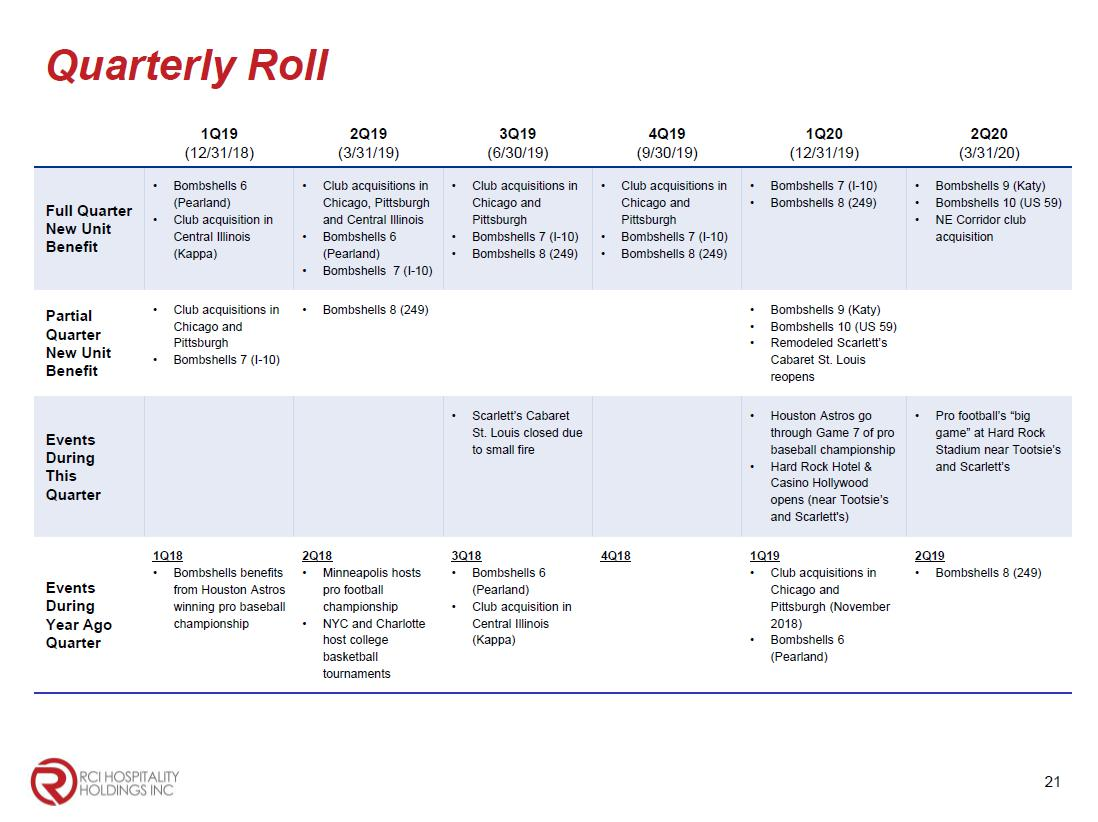 Quarterly Roll
1Q19
(12/31/18)
2Q19
(3/31/19)
3Q19
(6/30/19)
4Q19
(9/30/19)
1Q20
(12/31/19)
2Q20
(3/31/20)
Full Quarter
New Unit
Benefit
• Bombshells 6
(Pearland)
• Club acquisition in
Central Illinois
(Kappa)
• Club acquisitions in
Chicago, Pittsburgh
and Central Illinois
• Bombshells 6
(Pearland)
• Bombshells 7 (I-10)
• Club acquisitions in
Chicago and
Pittsburgh
• Bombshells 7 (I-10)
• Bombshells 8 (249)
• Club acquisitions in
Chicago and
Pittsburgh
• Bombshells 7 (I-10)
• Bombshells 8 (249)
• Bombshells 7 (I-10)
• Bombshells 8 (249)
• Bombshells 9 (Katy)
• Bombshells 10 (US 59)
• NE Corridor club
acquisition
Partial
Quarter
New Unit
Benefit
• Club acquisitions in
Chicago and
Pittsburgh
• Bombshells 7 (I-10)
• Bombshells 8 (249)
• Bombshells 9 (Katy)
• Bombshells 10 (US 59)
• Remodeled Scarlett's
Cabaret St. Louis
reopens
Events
During
This
Quarter
• Scarlett's Cabaret
St. Louis closed due
to small fire
• Houston Astros go
through Game 7 of pro
baseball championship
• Hard Rock Hotel &
Casino Hollywood
opens (near Tootsie's
and Scarlett's)
• Pro football's “big
game” at Hard Rock
Stadium near Tootsie's
and Scarlett's
Events
During
Year Ago
Quarter
1Q18
• Bombshells benefits
from Houston Astros
winning pro baseball
championship
2Q18
• Minneapolis hosts
pro football
championship
• NYC and Charlotte
host college
basketball
tournaments
3Q18
• Bombshells 6
(Pearland)
• Club acquisition in
Central Illinois
(Kappa)
4Q18
1Q19
• Club acquisitions in
Chicago and
Pittsburgh (November
2018)
• Bombshells 6
(Pearland)
2Q19
• Bombshells 8 (249)
RCI HOSPITALITY
HOLDINGS INC
21